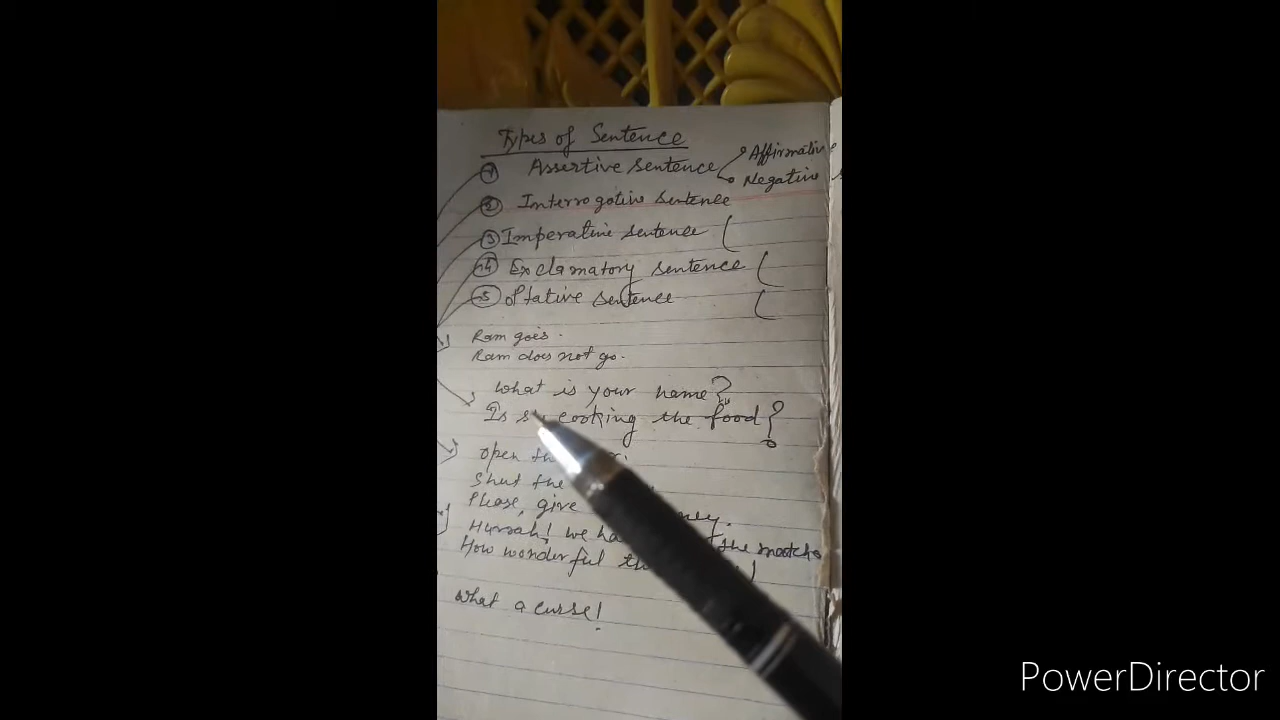 Types of Sentence
1 Assertive sentence
Affirmative
Negative
2 Interrogative sentence
3 Imperative sentence (
4 Exclamatory sentence (
5 Optative sentence (
Ram goes.
Ram does not go.
What is your name?
Is cooking the food?
open
Shut the
Please, give
Hurrah! we the
How wonderful
What a curse!
PowerDirector